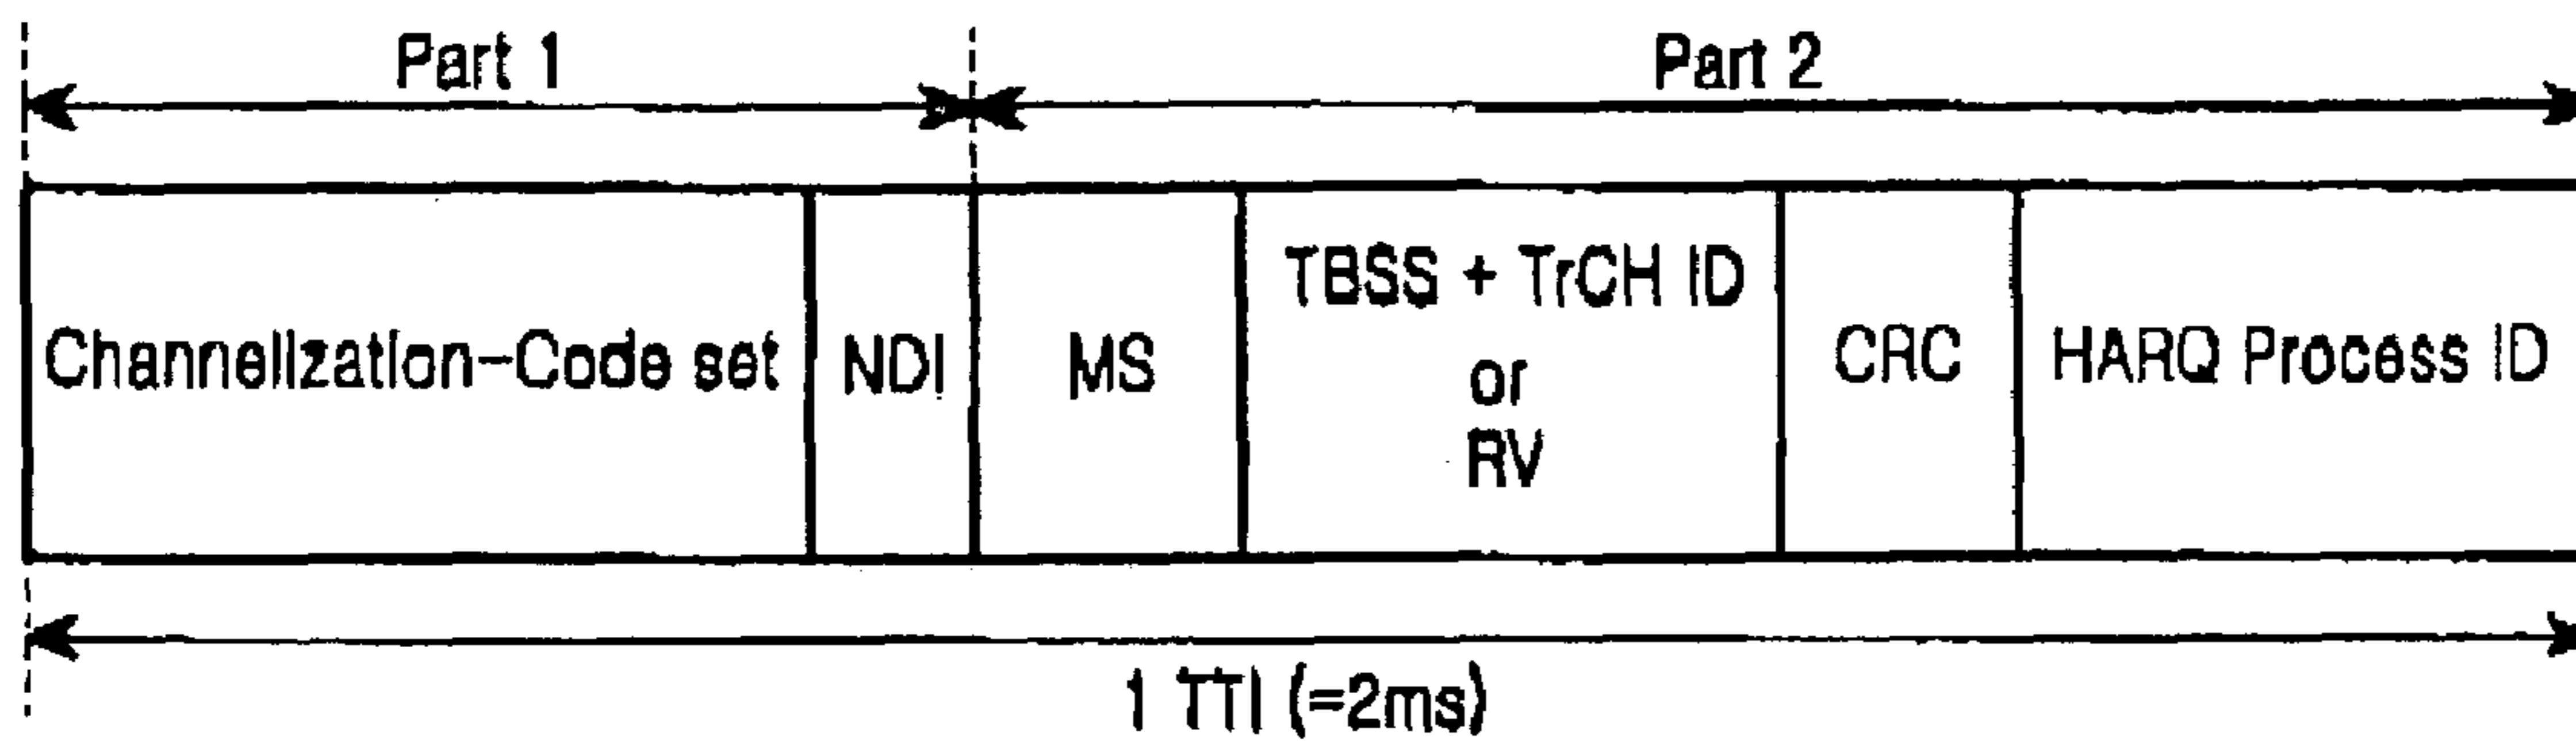 Part 1
Part 2
Channelization-Code set
NDI
MS
TBSS + TrCH ID
or
RV
CRC
HARQ Process ID
1 TTI (=2ms)